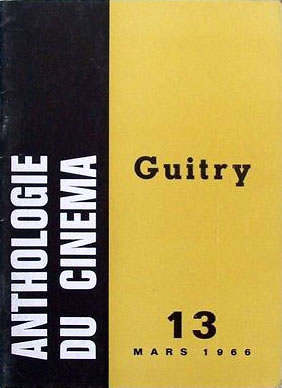 ANTHOLOGIE
DU CINEMA
Guitry
13
MARS 1966